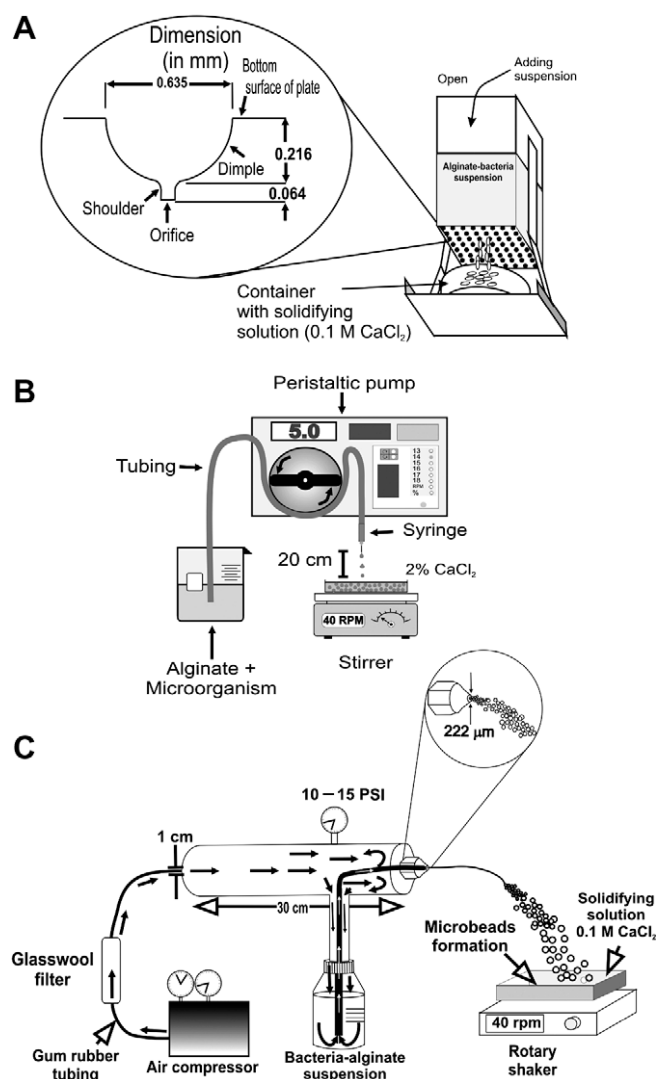 A
Dimension
(in mm)
0.635
Bottom
surface of plate
0.216
Dimple
0.064
Shoulder
Orifice
Open
Adding
suspension
Alginate-bacteria
suspension
Container
with solidifying
solution (0.1 M CaCl₂)
B
Peristaltic pump
5.0
13
14
15
16
17
18
RPM
%
Tubing
Syringe
20 cm
2% CaCl₂
40 RPM
Alginate +
Microorganism
Stirrer
222 µm
C
10 – 15 PSI
1 cm
30 cm
Solidifying
solution
0.1 M CaCl₂
Microbeads
formation
Glasswool
filter
40 rpm
Gum rubber
tubing
Air compressor
Bacteria-alginate
suspension
Rotary
shaker